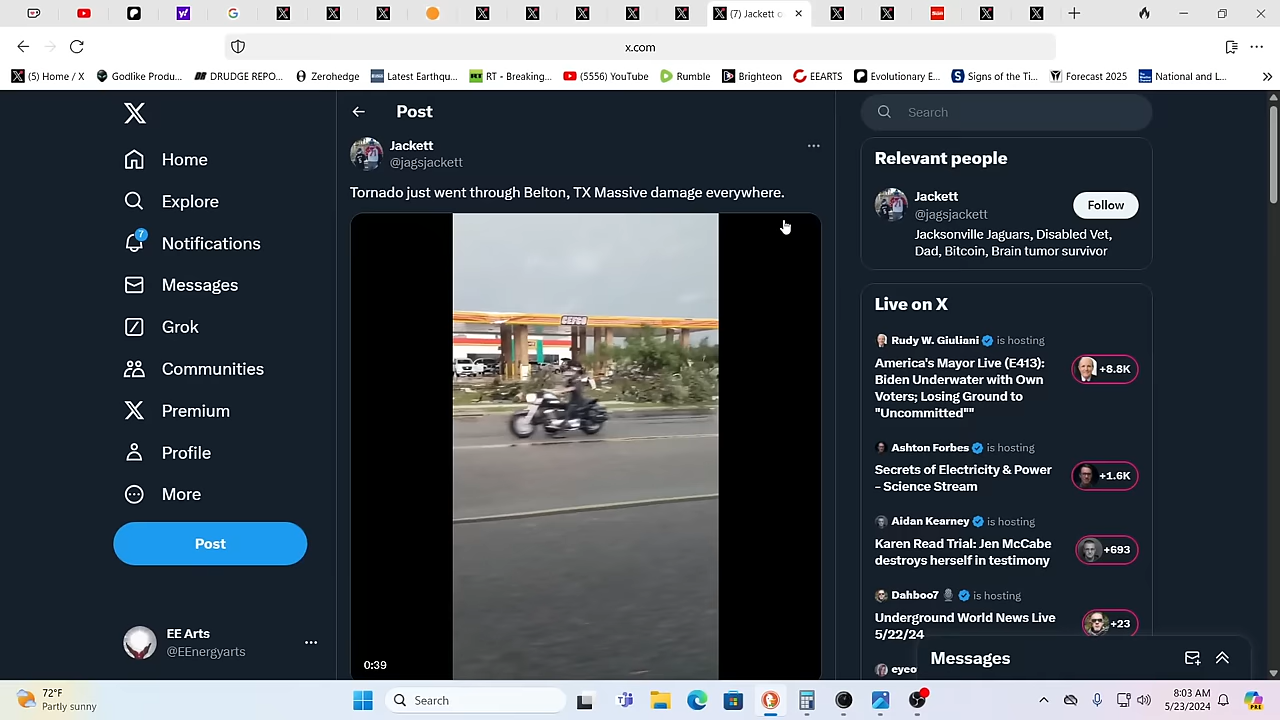 (7) Jackett o
x.com
(5) Home / X
Godlike Produ...
DRUDGE REPO...
Zerohedge
Latest Earthqu...
RT - Breaking...
(5556) YouTube
Rumble
Brighteon
EEARTS
Evolutionary E...
Signs of the Ti...
Forecast 2025
National and L...
Home
Explore
7
Notifications
Messages
Grok
Communities
Premium
Profile
More
Post
EE Arts
@EEnergyarts
Post
Jackett
@jagsjackett
Tornado just went through Belton, TX Massive damage everywhere.
CEFCO
0:39
Search
Relevant people
Jackett
@jagsjackett
Follow
Jacksonville Jaguars, Disabled Vet,
Dad, Bitcoin, Brain tumor survivor
Live on X
Rudy W. Giuliani is hosting
America's Mayor Live (E413):
Biden Underwater with Own
Voters; Losing Ground to
"Uncommitted""
+8.8K
Ashton Forbes is hosting
Secrets of Electricity & Power
- Science Stream
+1.6K
Aidan Kearney is hosting
Karen Read Trial: Jen McCabe
destroys herself in testimony
+693
Dahboo7 is hosting
Underground World News Live
5/22/24
+23
eyeo
Messages
72°F
Partly sunny
Search
8:03 AM
5/23/2024
PRE